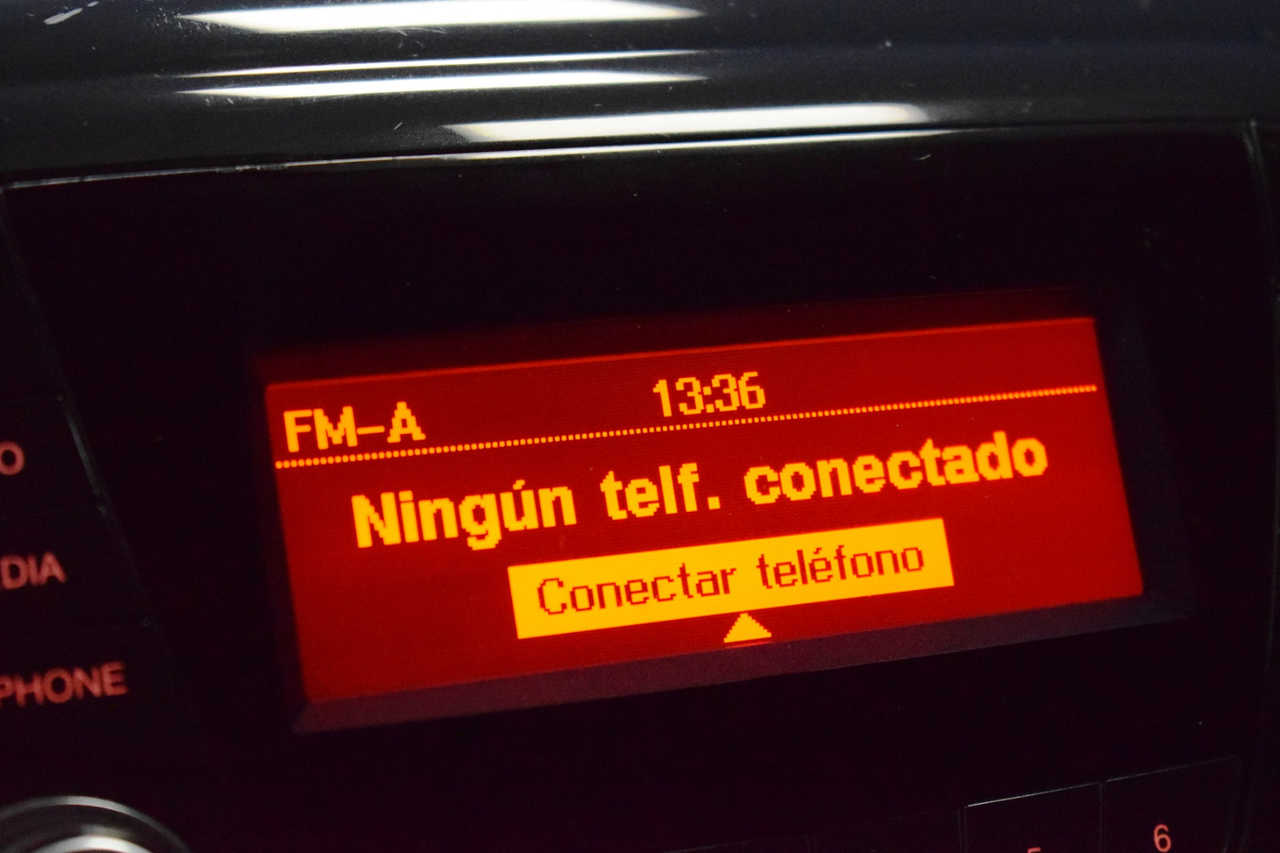 FM-A 13:36
Ningún telf. conectado
Conectar teléfono
DIA
PHONE
6